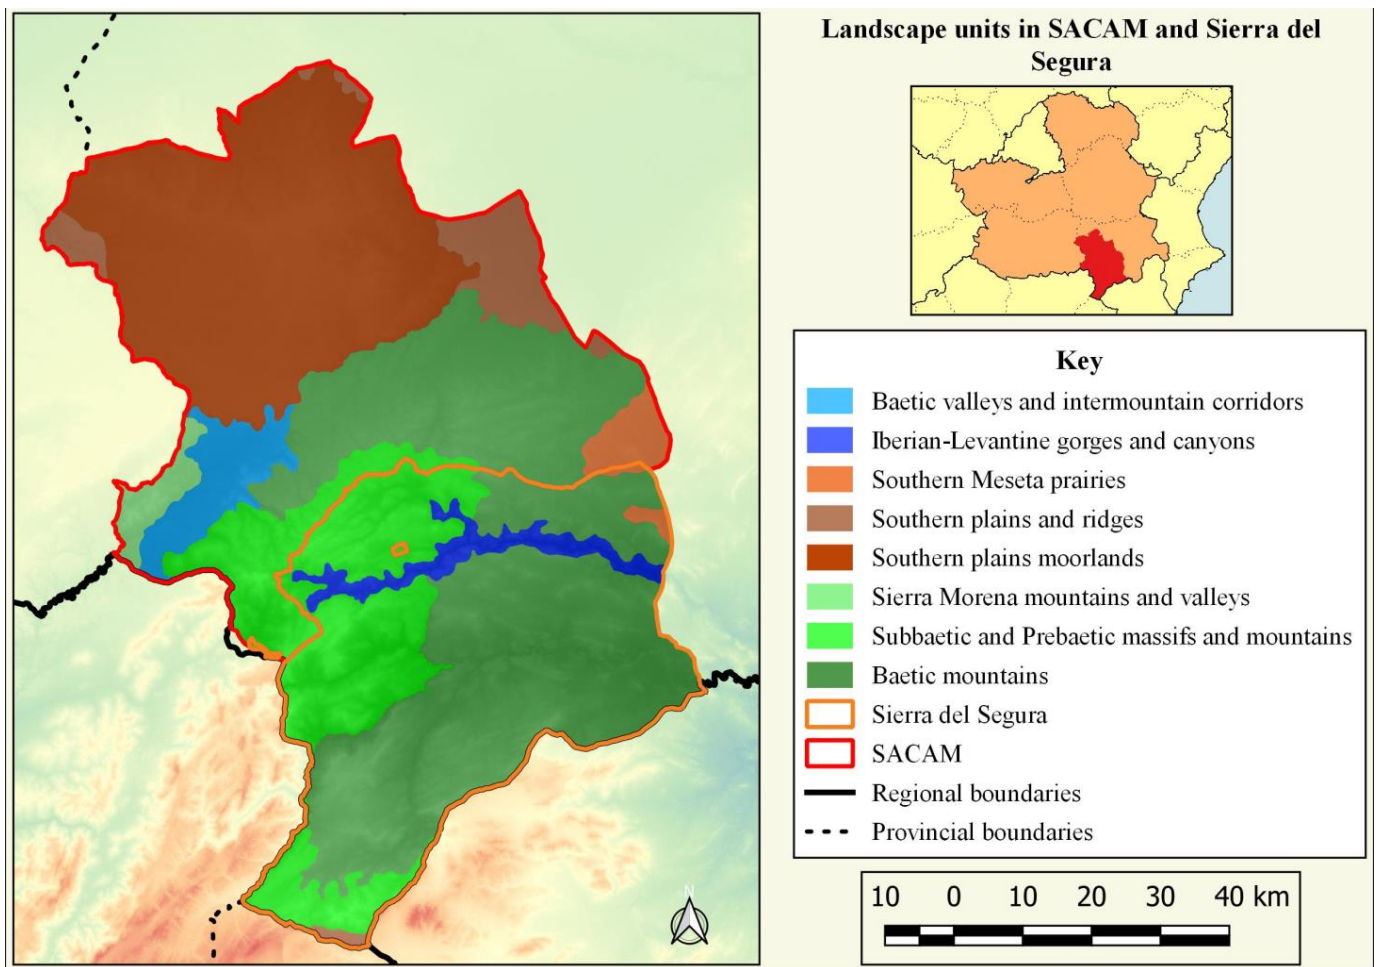 Landscape units in SACAM and Sierra del
Segura
Key
Baetic valleys and intermountain corridors
Iberian-Levantine gorges and canyons
Southern Meseta prairies
Southern plains and ridges
Southern plains moorlands
Sierra Morena mountains and valleys
Subbaetic and Prebaetic massifs and mountains
Baetic mountains
Sierra del Segura
SACAM
Regional boundaries
Provincial boundaries
N
10 0 10 20 30 40 km